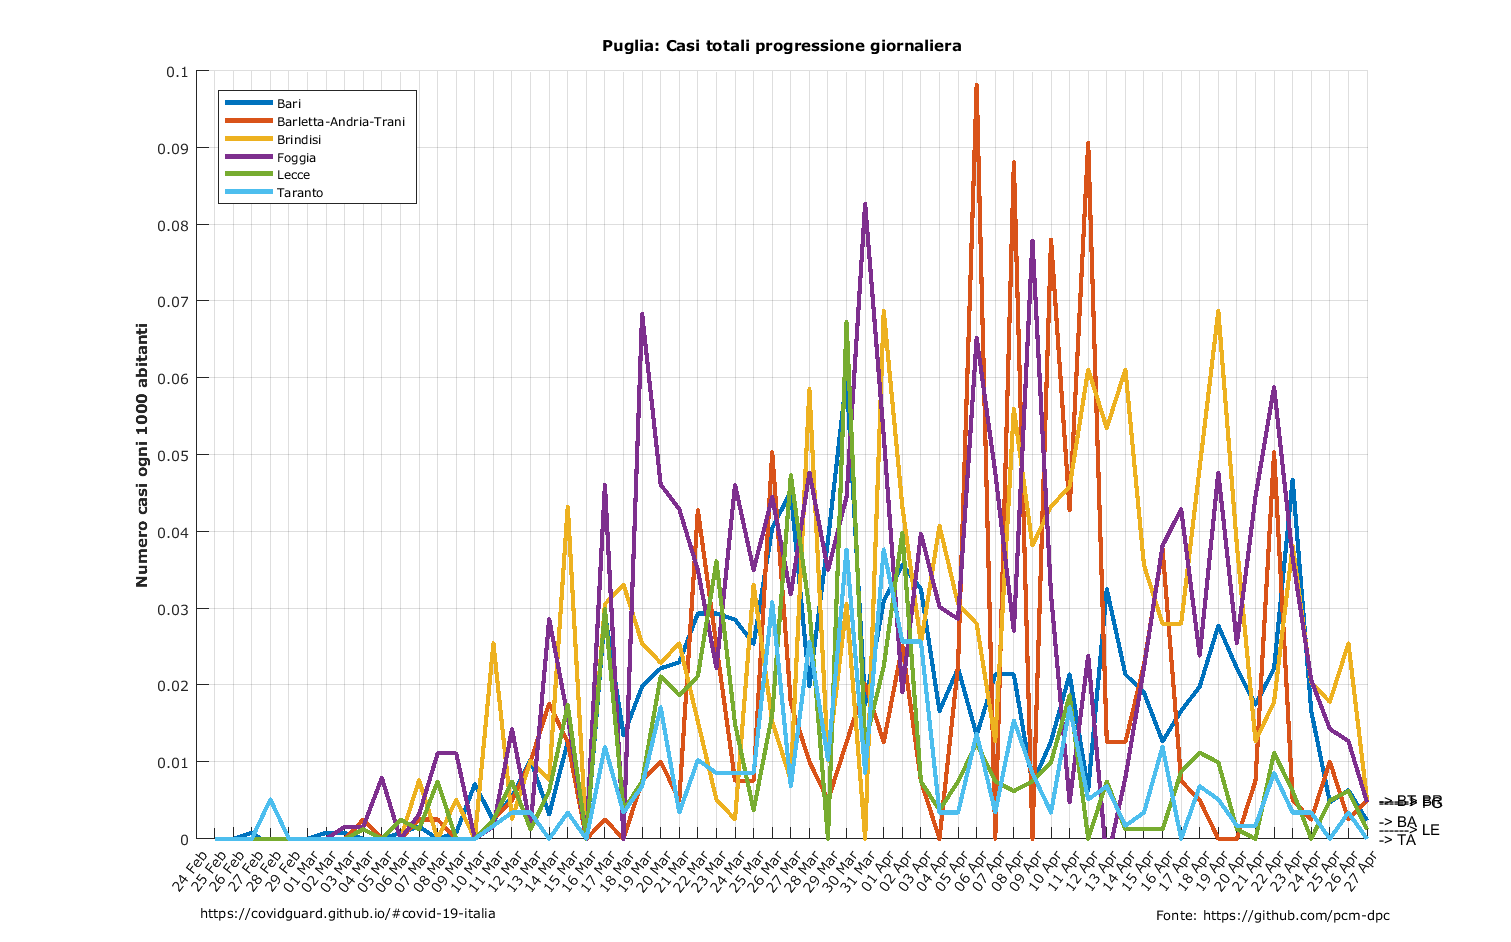 Puglia: Casi totali progressione giornaliera
0.1
0.09
0.08
0.07
0.06
0.05
0.04
0.03
0.02
0.01
0
Numero casi ogni 1000 abitanti
Bari
Barletta-Andria-Trani
Brindisi
Foggia
Lecce
Taranto
-> BA
------> LE
-> TA
24 Feb
25 Feb
26 Feb
27 Feb
28 Feb
29 Feb
01 Mar
02 Mar
03 Mar
04 Mar
05 Mar
06 Mar
07 Mar
08 Mar
09 Mar
10 Mar
11 Mar
12 Mar
13 Mar
14 Mar
15 Mar
16 Mar
17 Mar
18 Mar
19 Mar
20 Mar
21 Mar
22 Mar
23 Mar
24 Mar
25 Mar
26 Mar
27 Mar
28 Mar
29 Mar
30 Mar
31 Mar
01 Apr
02 Apr
03 Apr
04 Apr
05 Apr
06 Apr
07 Apr
08 Apr
09 Apr
10 Apr
11 Apr
12 Apr
13 Apr
14 Apr
15 Apr
16 Apr
17 Apr
18 Apr
19 Apr
20 Apr
21 Apr
22 Apr
23 Apr
24 Apr
25 Apr
26 Apr
27 Apr
https://covidguard.github.io/#covid-19-italia
Fonte: https://github.com/pcm-dpc